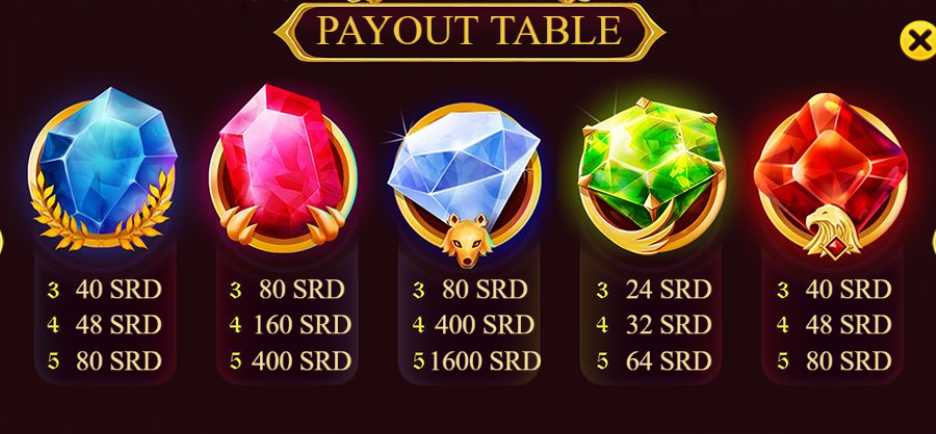 PAYOUT TABLE
3 40 SRD
4 48 SRD
5 80 SRD
3 80 SRD
4 160 SRD
5 400 SRD
3 80 SRD
4 400 SRD
5 1600 SRD
3 24 SRD
4 32 SRD
5 64 SRD
3 40 SRD
4 48 SRD
5 80 SRD